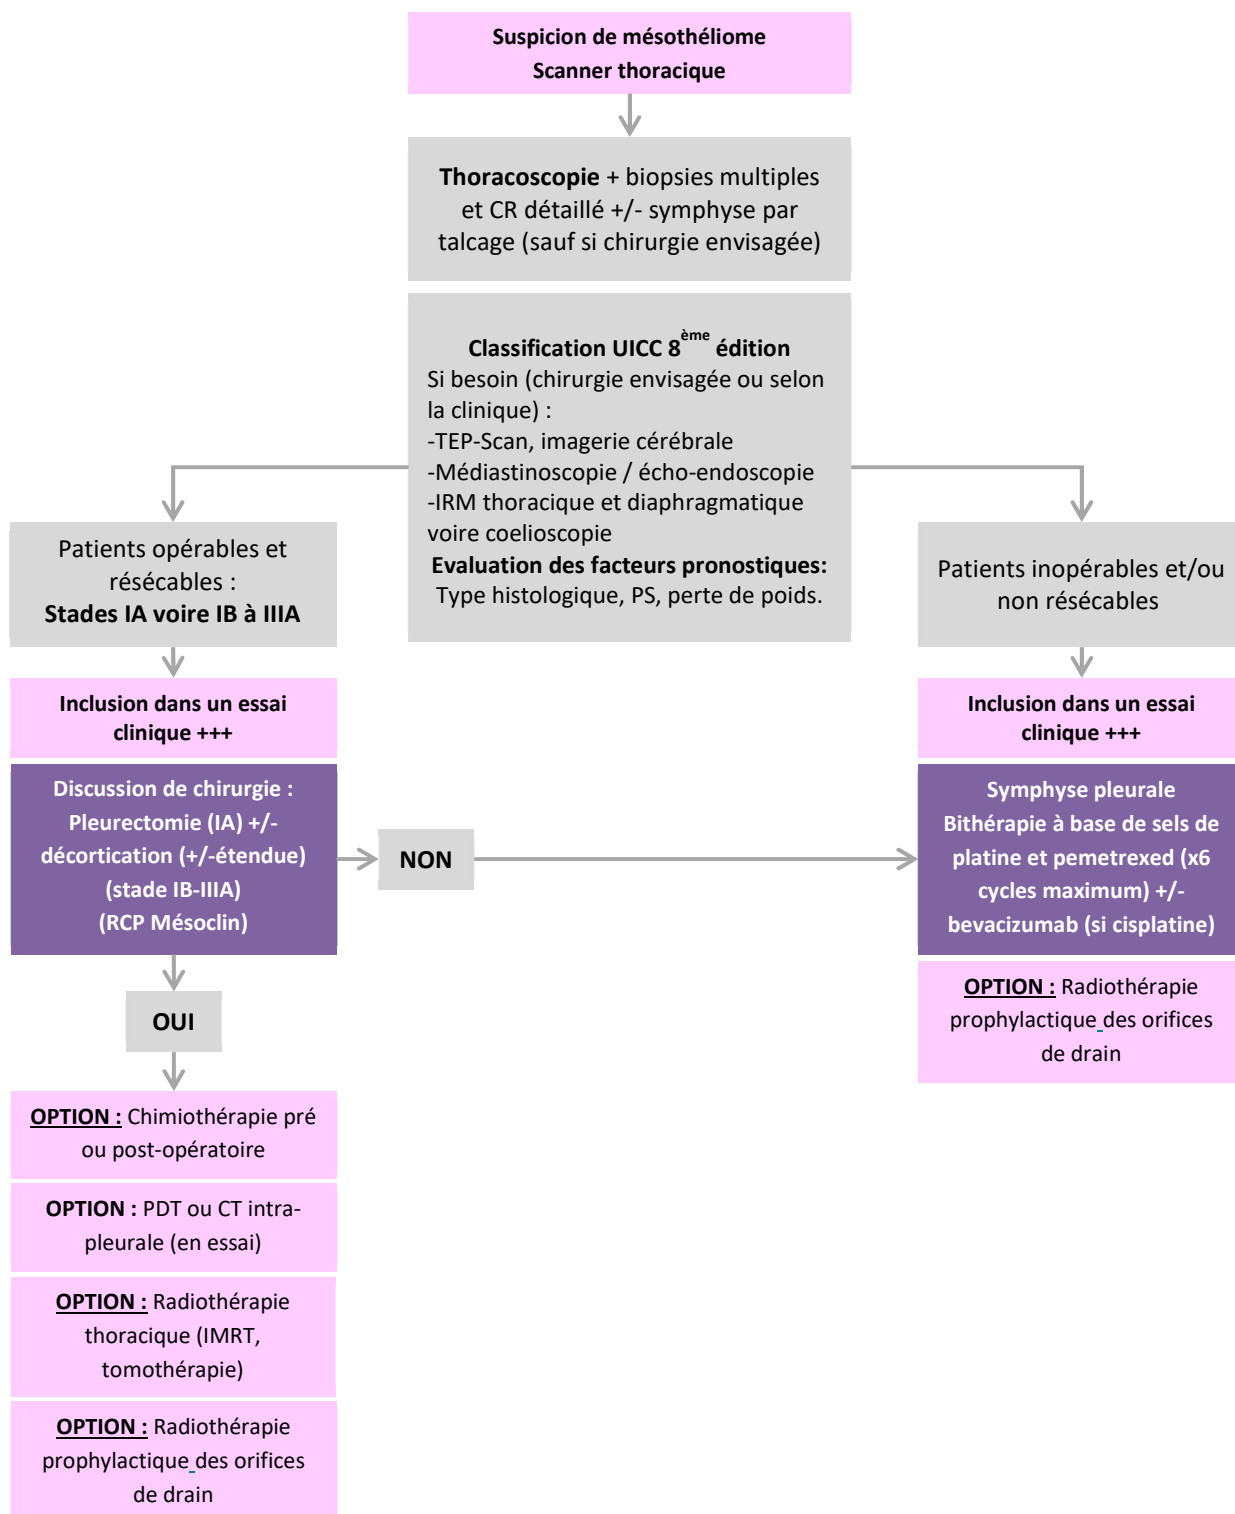 Suspicion de mésothéliome
Scanner thoracique
Thoracoscopie + biopsies multiples
et CR détaillé +/- symphyse par
talcage (sauf si chirurgie envisagée)
Classification UICC 8ème édition
Si besoin (chirurgie envisagée ou selon
la clinique) :
-TEP-Scan, imagerie cérébrale
-Médiastinoscopie / écho-endoscopie
-IRM thoracique et diaphragmatique
voire coelioscopie
Evaluation des facteurs pronostiques:
Type histologique, PS, perte de poids.
Patients opérables et
résécables :
Stades IA voire IB à IIIA
Inclusion dans un essai
clinique +++
Discussion de chirurgie :
Pleurectomie (IA) +/-
décortication (+/-étendue)
(stade IB-IIIA)
(RCP Mésoclin)
NON
OUI
OPTION : Chimiothérapie pré
ou post-opératoire
OPTION : PDT ou CT intra-
pleurale (en essai)
OPTION : Radiothérapie
thoracique (IMRT,
tomothérapie)
OPTION : Radiothérapie
prophylactique des orifices
de drain
Patients inopérables et/ou
non résécables
Inclusion dans un essai
clinique +++
Symphyse pleurale
Bithérapie à base de sels de
platine et pemetrexed (x6
cycles maximum) +/-
bevacizumab (si cisplatine)
OPTION : Radiothérapie
prophylactique des orifices
de drain